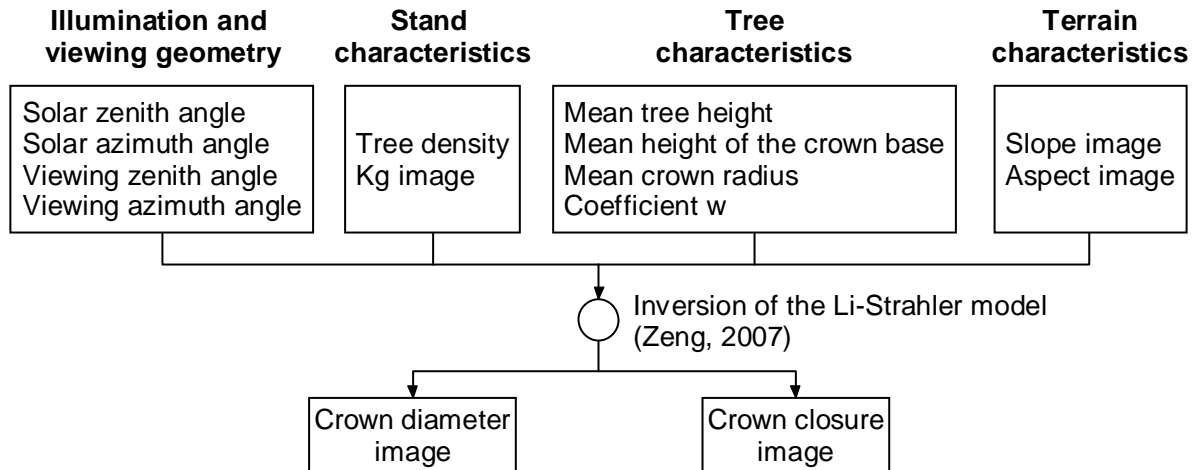 Illumination and
viewing geometry
Stand
characteristics
Tree
characteristics
Terrain
characteristics
Solar zenith angle
Solar azimuth angle
Viewing zenith angle
Viewing azimuth angle
Tree density
Kg image
Mean tree height
Mean height of the crown base
Mean crown radius
Coefficient w
Slope image
Aspect image
Inversion of the Li-Strahler model
(Zeng, 2007)
Crown diameter
image
Crown closure
image